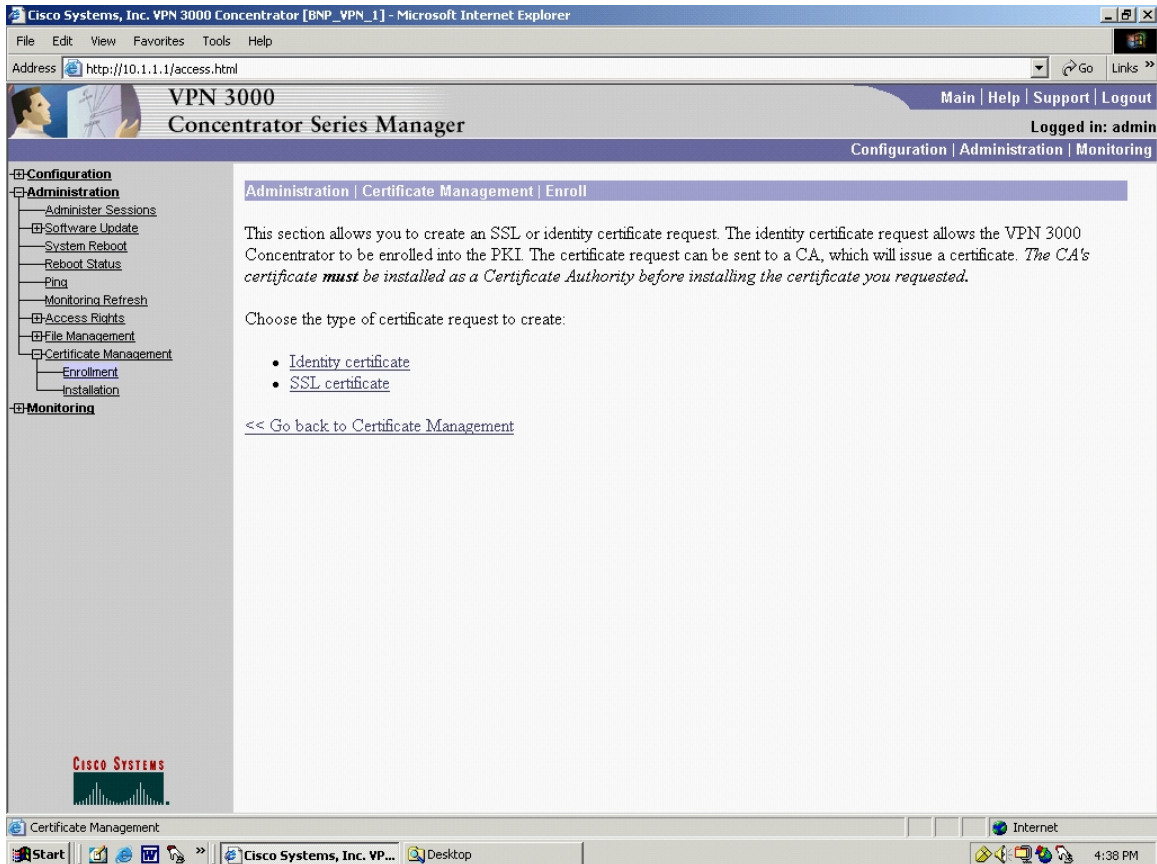 Cisco Systems, Inc. VPN 3000 Concentrator [BNP_VPN_1] - Microsoft Internet Explorer
File Edit View Favorites Tools Help
Address http://10.1.1.1/access.html Go Links »
VPN 3000
Concentrator Series Manager
Main | Help | Support | Logout
Logged in: admin
Configuration | Administration | Monitoring
Configuration
Administration
Administer Sessions
Software Update
System Reboot
Reboot Status
Ping
Monitoring Refresh
Access Rights
File Management
Certificate Management
Enrollment
Installation
Monitoring
Administration | Certificate Management | Enroll
This section allows you to create an SSL or identity certificate request. The identity certificate request allows the VPN 3000
Concentrator to be enrolled into the PKI. The certificate request can be sent to a CA, which will issue a certificate. The CA's
certificate must be installed as a Certificate Authority before installing the certificate you requested.
Choose the type of certificate request to create:
• Identity certificate
• SSL certificate
<< Go back to Certificate Management
CISCO SYSTEMS
Certificate Management
Internet
Start » Cisco Systems, Inc. VP... Desktop 4:38 PM